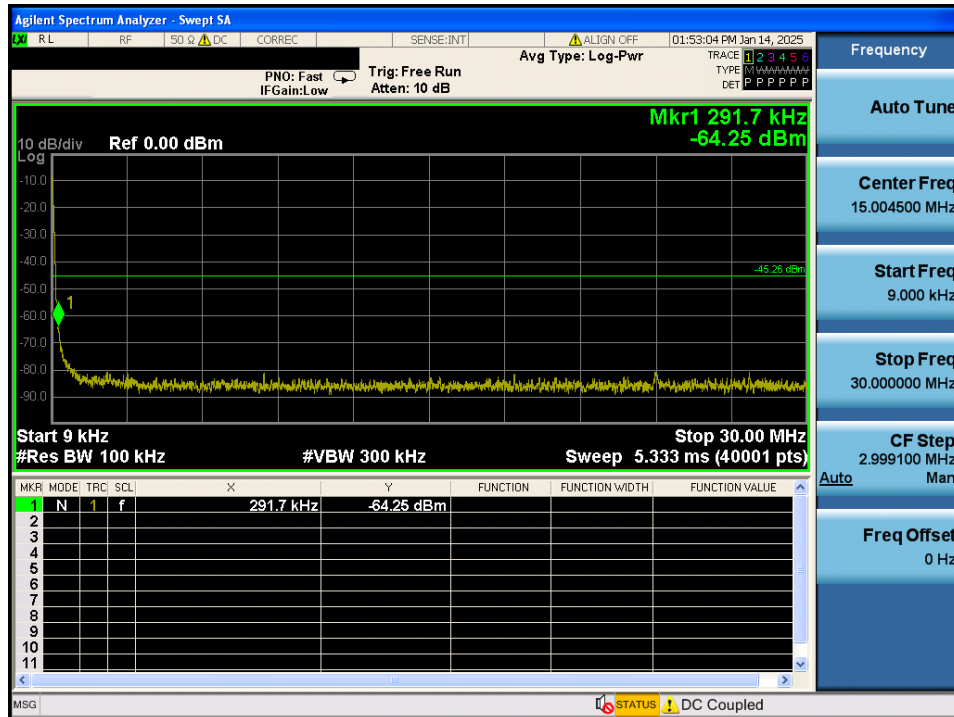 Agilent Spectrum Analyzer - Swept SA
LXI RL RF 50 Ω DC CORREC SENSE:INT ALIGN OFF 01:53:04 PM Jan 14, 2025
PNO: Fast Trig: Free Run Avg Type: Log-Pwr TRACE 1 2 3 4 5 6
IFGain:Low Atten: 10 dB TYPE M W W W W W
DET P P P P P P
Mkr1 291.7 kHz
10 dB/div Ref 0.00 dBm -64.25 dBm
Log
-10.0
-20.0
-30.0
-40.0
-45.26 dBm
-50.0
1
-60.0
-70.0
-80.0
-90.0
Start 9 kHz Stop 30.00 MHz
#Res BW 100 kHz #VBW 300 kHz Sweep 5.333 ms (40001 pts)
MKR MODE TRC SCL X Y FUNCTION FUNCTION WIDTH FUNCTION VALUE
1 N 1 f 291.7 kHz -64.25 dBm
2
3
4
5
6
7
8
9
10
11
MSG STATUS DC Coupled
Frequency
Auto Tune
Center Freq
15.004500 MHz
Start Freq
9.000 kHz
Stop Freq
30.000000 MHz
CF Step
2.999100 MHz
Auto Man
Freq Offset
0 Hz